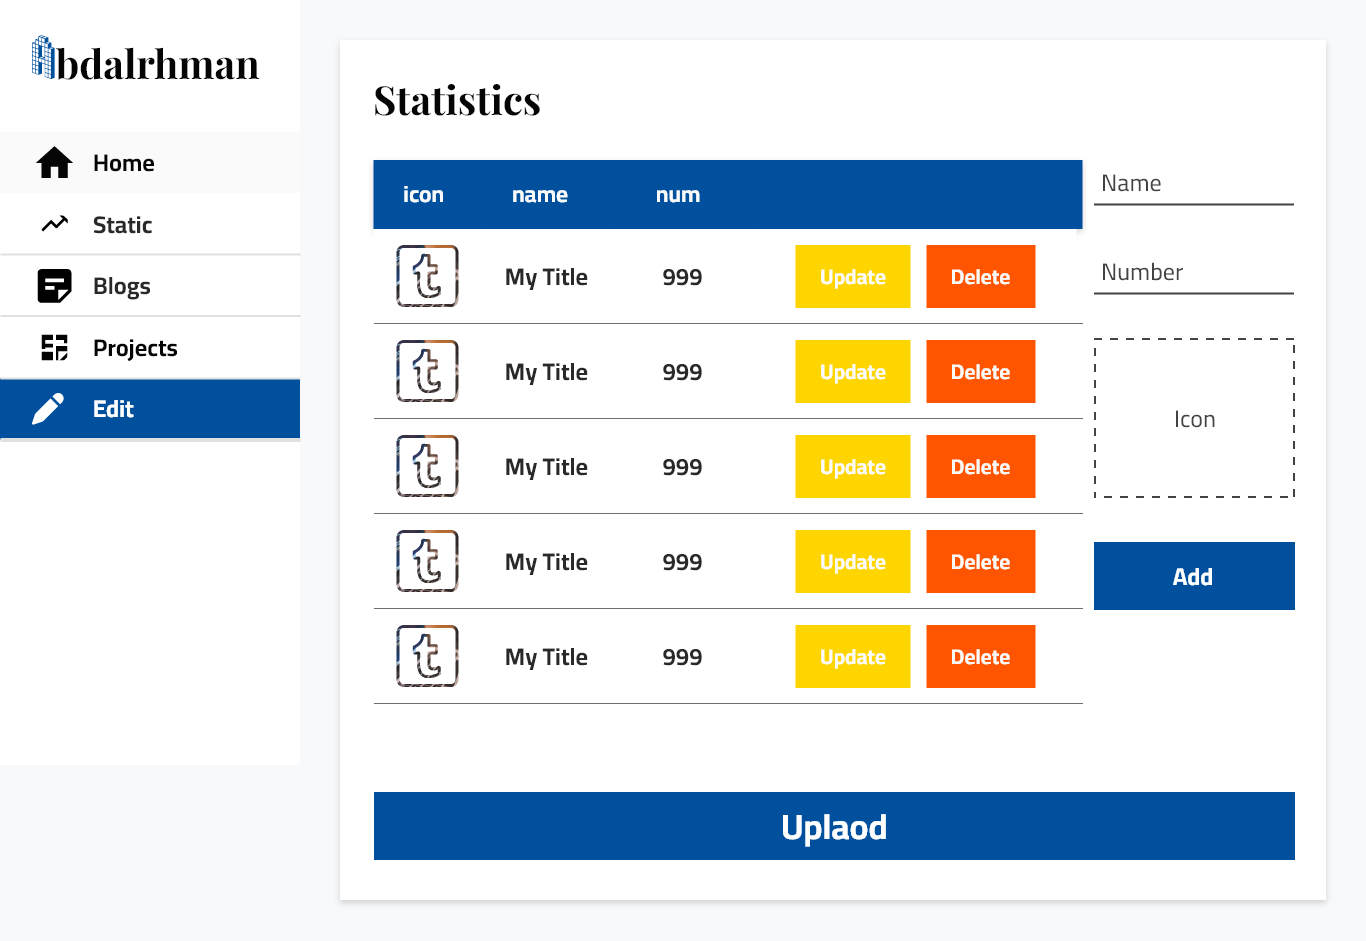 Abdalrhman
Home
Static
Blogs
Projects
Edit
Statistics
icon name num
My Title 999 Update Delete
My Title 999 Update Delete
My Title 999 Update Delete
My Title 999 Update Delete
My Title 999 Update Delete
Name
Number
Icon
Add
Uplaod